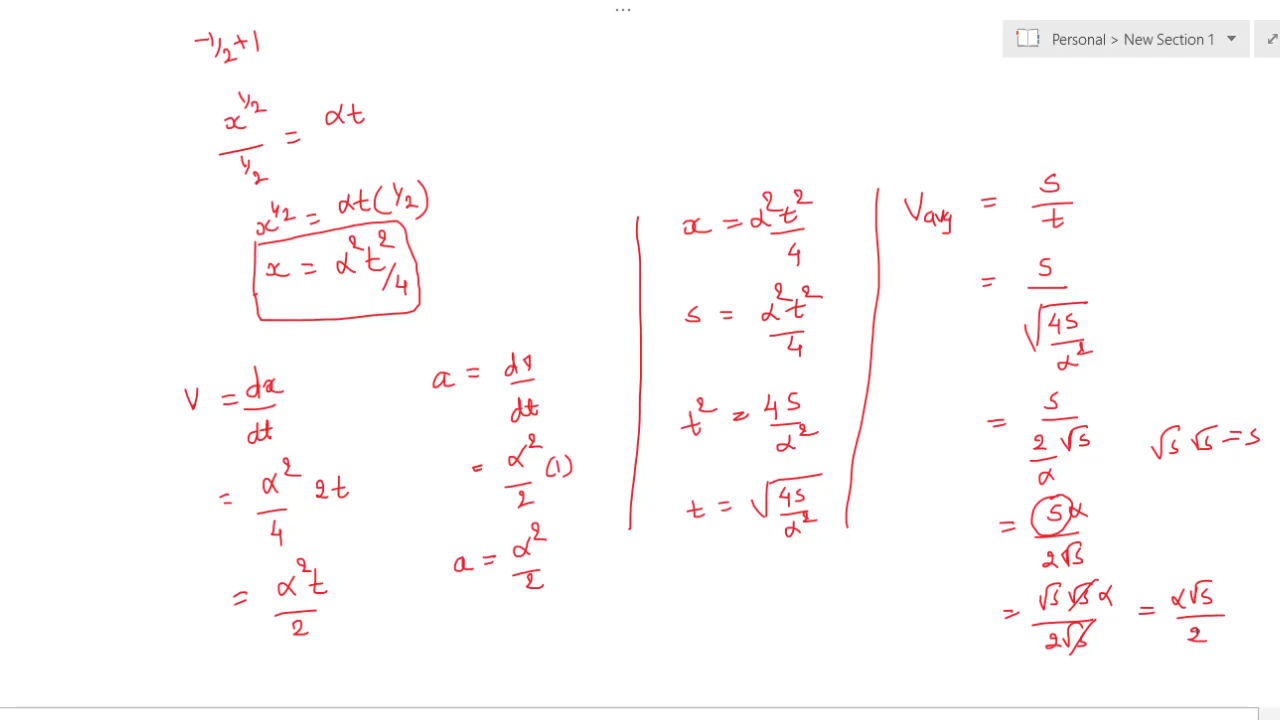 ...
Personal > New Section 1
-1/2+1
x^1/2 / 1/2 = αt
x^1/2 = αt(1/2)
x = α²t²/4
V = dx/dt
= α²/4 2t
= α²t/2
a = dv/dt
= α²/2 (1)
a = α²/2
x = α²t²/4
s = α²t²/4
t² = 4s/α²
t = √(4s/α²)
Vavg = s/t
= s/√(4s/α²)
= s/(2/α √s)
√s √s = s
= sα/2√s
= √s √s α/2√s = α√s/2